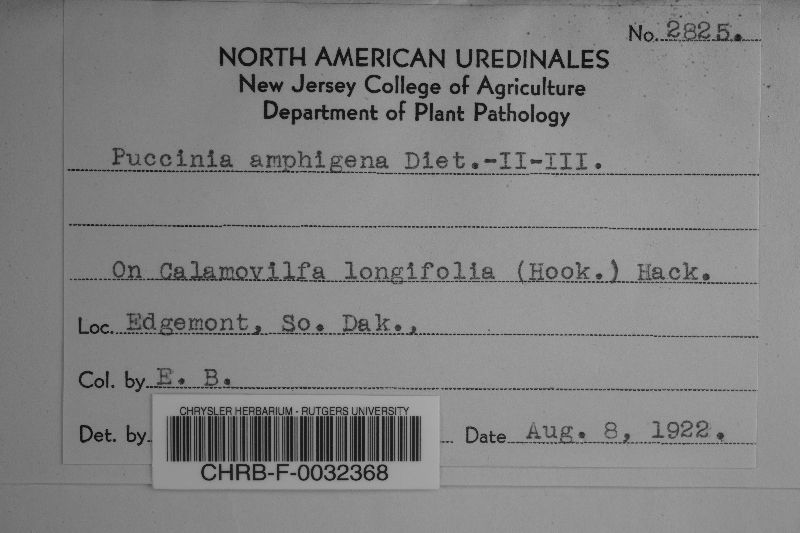 No. 2825.
NORTH AMERICAN UREDINALES
New Jersey College of Agriculture
Department of Plant Pathology
Puccinia amphigena Diet.-II-III.
On Calamovilfa longifolia (Hook.) Hack.
Loc. Edgemont, So. Dak.,
Col. by E. B.
Det. by
Date Aug. 8, 1922.
CHRYSLER HERBARIUM - RUTGERS UNIVERSITY
CHRB-F-0032368